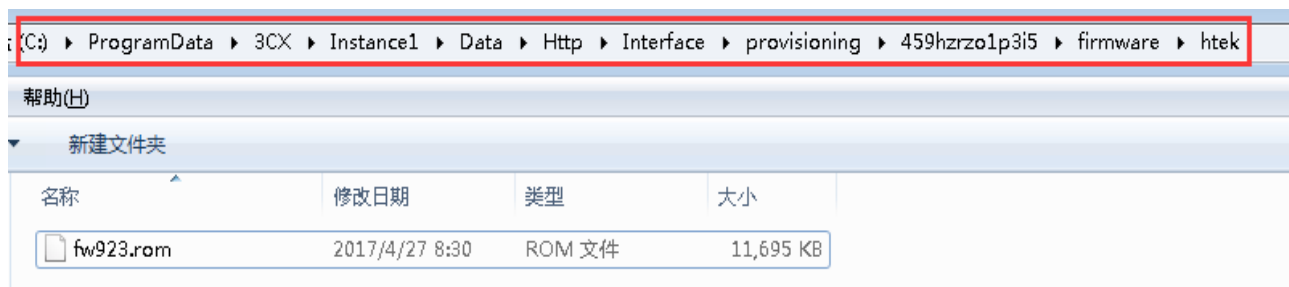 (C:) ▸ ProgramData ▸ 3CX ▸ Instance1 ▸ Data ▸ Http ▸ Interface ▸ provisioning ▸ 459hzrzo1p3i5 ▸ firmware ▸ htek
帮助(H)
新建文件夹
名称 修改日期 类型 大小
fw923.rom 2017/4/27 8:30 ROM 文件 11,695 KB